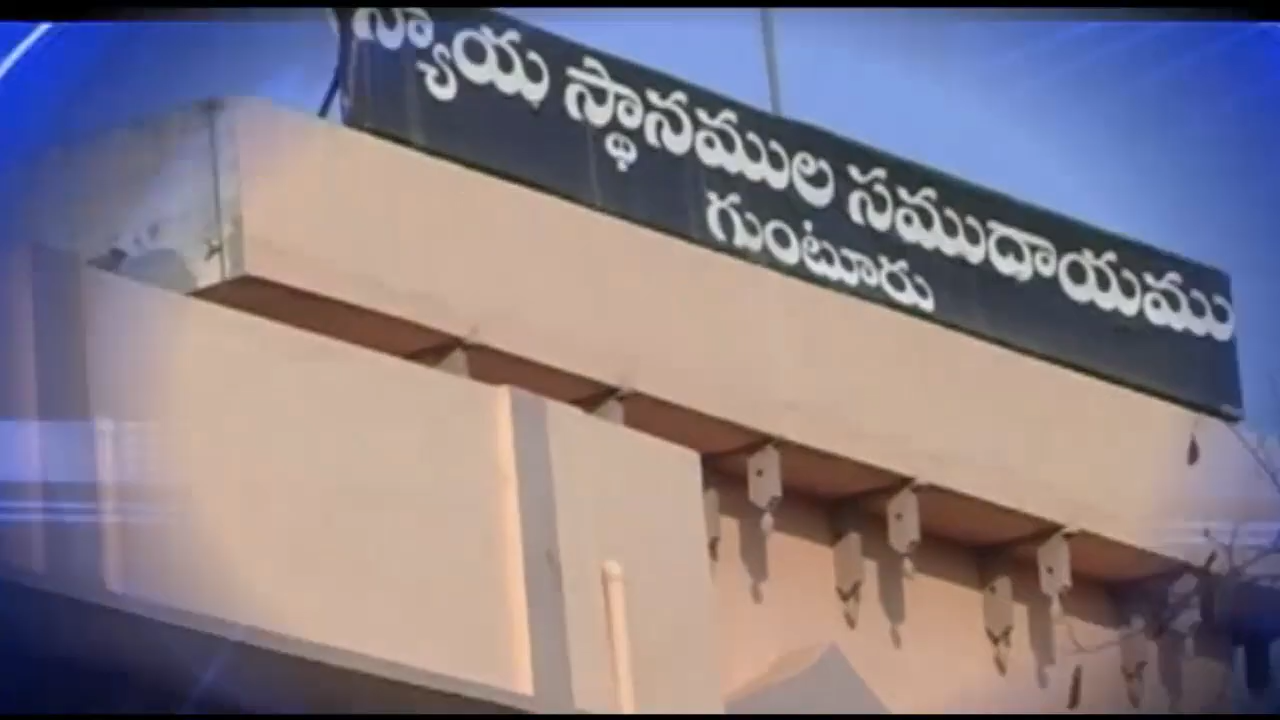 న్యాయ స్థానముల సముదాయము
గుంటూరు